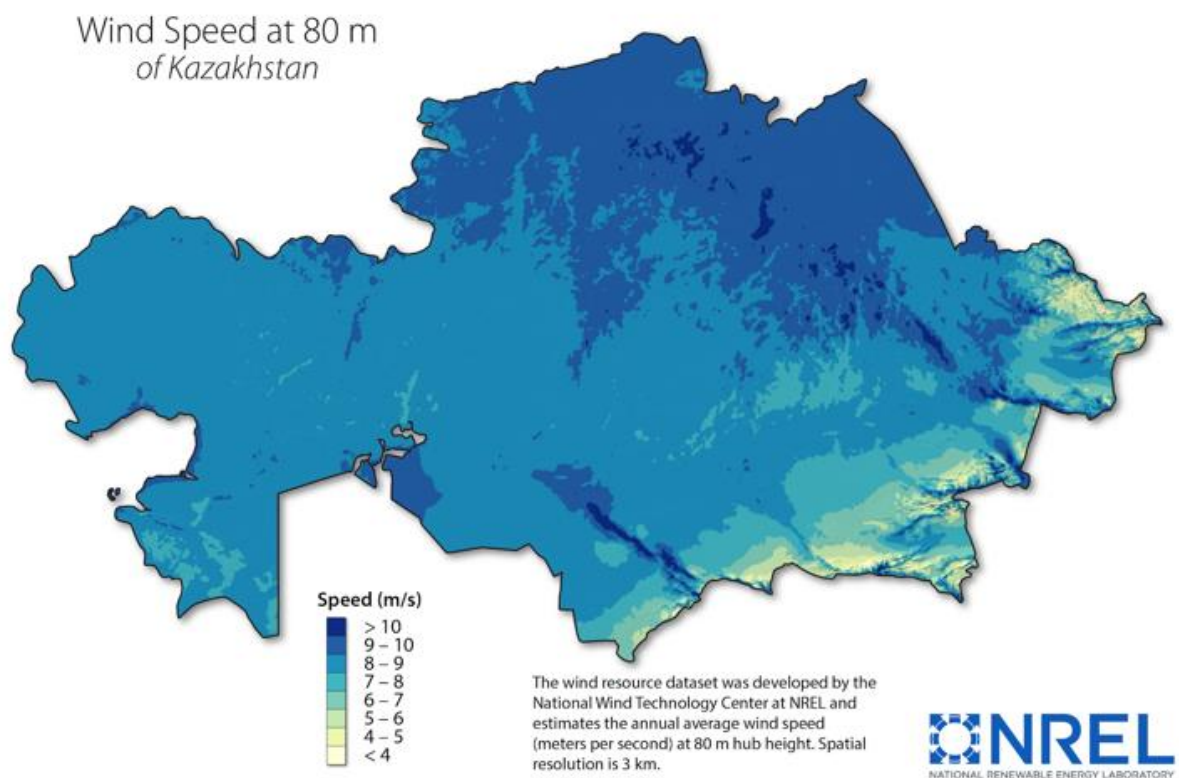 Wind Speed at 80 m
of Kazakhstan
Speed (m/s)
> 10
9 – 10
8 – 9
7 – 8
6 – 7
5 – 6
4 – 5
< 4
The wind resource dataset was developed by the
National Wind Technology Center at NREL and
estimates the annual average wind speed
(meters per second) at 80 m hub height. Spatial
resolution is 3 km.
NREL
NATIONAL RENEWABLE ENERGY LABORATORY